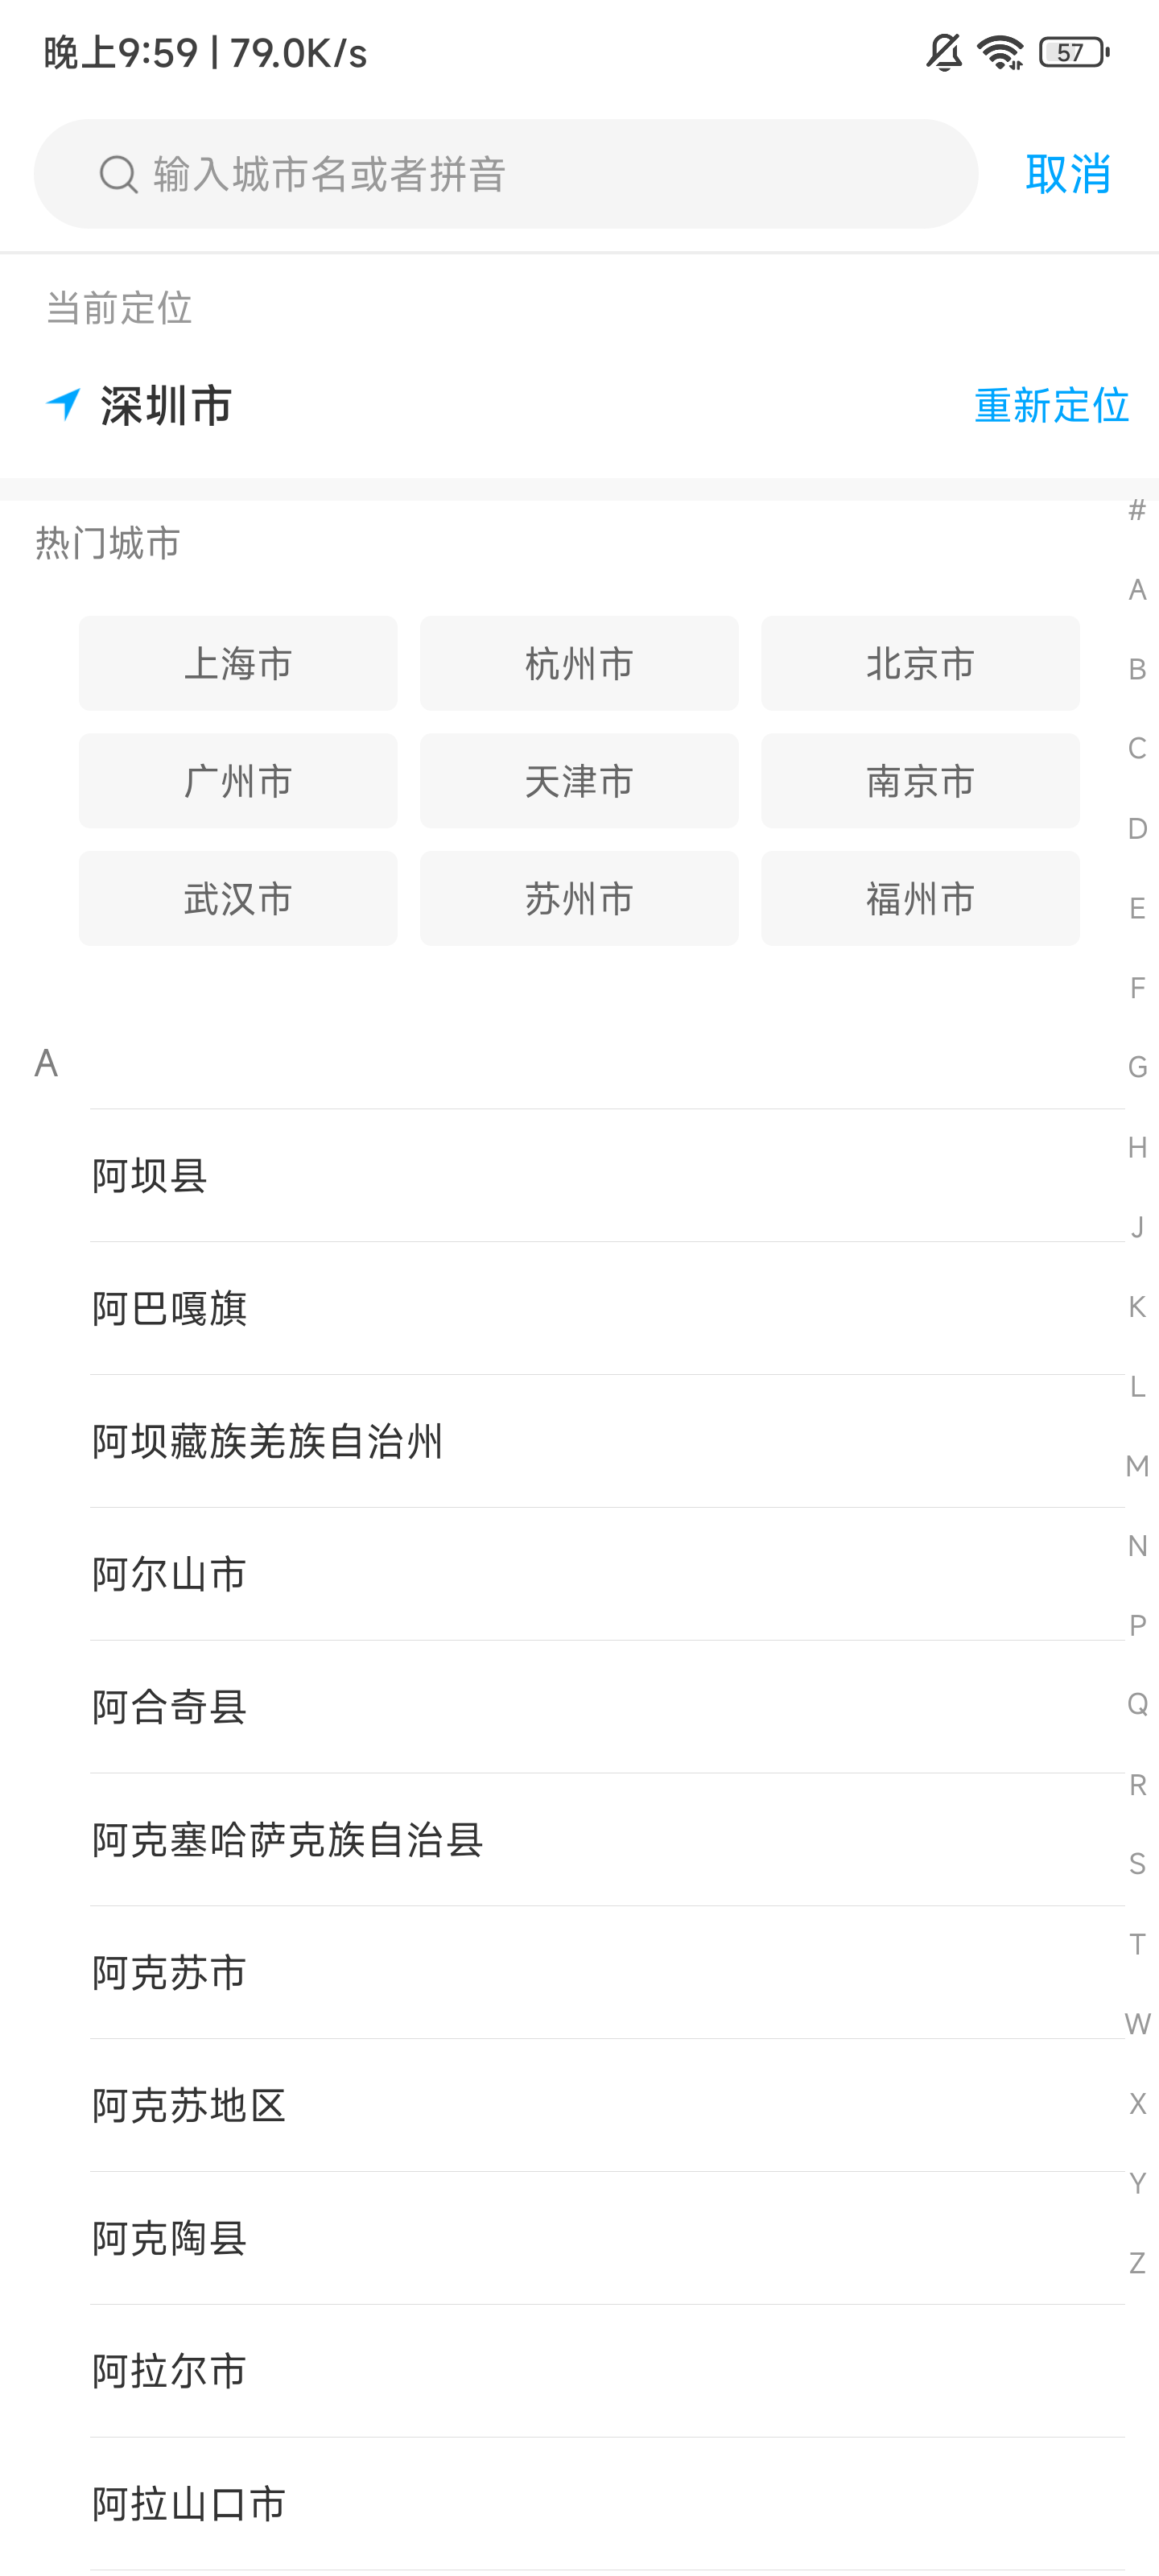 晚上9:59 | 79.0K/s 57
输入城市名或者拼音 取消
当前定位
深圳市 重新定位
热门城市
上海市 杭州市 北京市
广州市 天津市 南京市
武汉市 苏州市 福州市
A
阿坝县
阿巴嘎旗
阿坝藏族羌族自治州
阿尔山市
阿合奇县
阿克塞哈萨克族自治县
阿克苏市
阿克苏地区
阿克陶县
阿拉尔市
阿拉山口市
#
A
B
C
D
E
F
G
H
J
K
L
M
N
P
Q
R
S
T
W
X
Y
Z